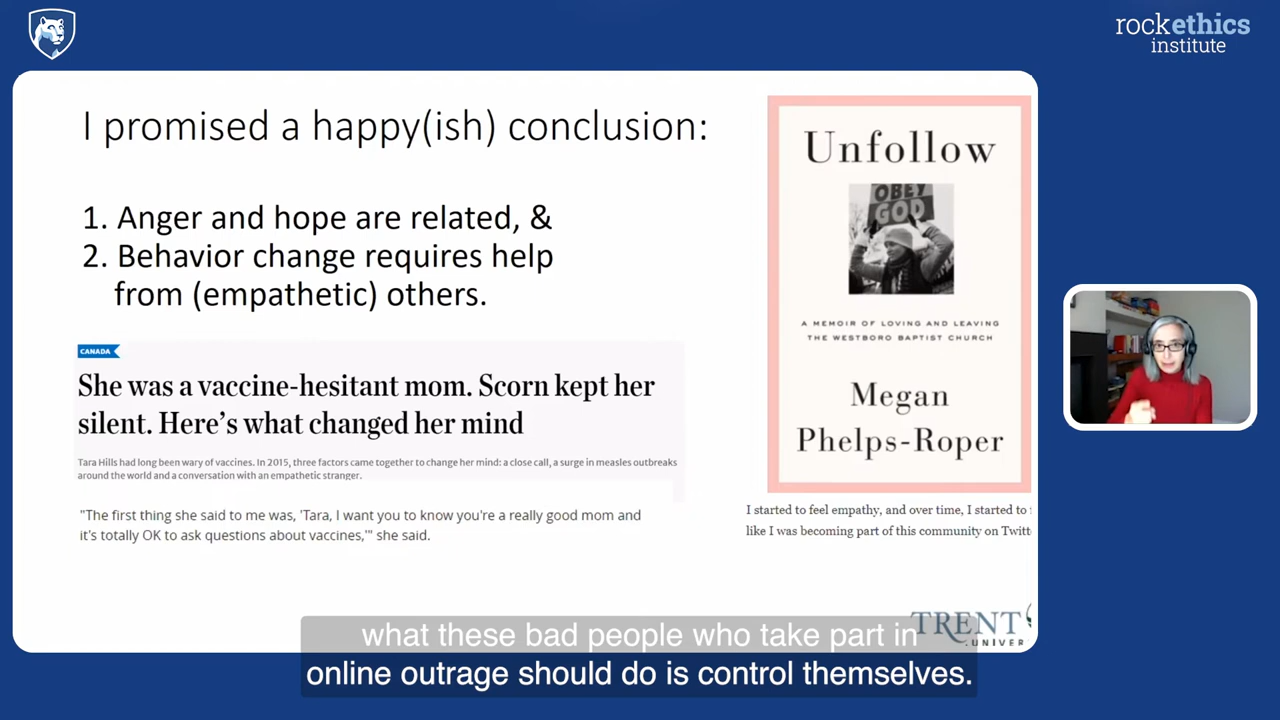 rockethics
institute
I promised a happy(ish) conclusion:
1. Anger and hope are related, &
2. Behavior change requires help
from (empathetic) others.
CANADA
She was a vaccine-hesitant mom. Scorn kept her
silent. Here’s what changed her mind
Tara Hills had long been wary of vaccines. In 2015, three factors came together to change her mind: a close call, a surge in measles outbreaks
around the world and a conversation with an empathetic stranger.
"The first thing she said to me was, 'Tara, I want you to know you're a really good mom and
it's totally OK to ask questions about vaccines,'" she said.
Unfollow
OBEY
GOD
A MEMOIR OF LOVING AND LEAVING
THE WESTBORO BAPTIST CHURCH
Megan
Phelps-Roper
I started to feel empathy, and over time, I started to
like I was becoming part of this community on Twitt
TRENT
UNIVER
what these bad people who take part in
online outrage should do is control themselves.